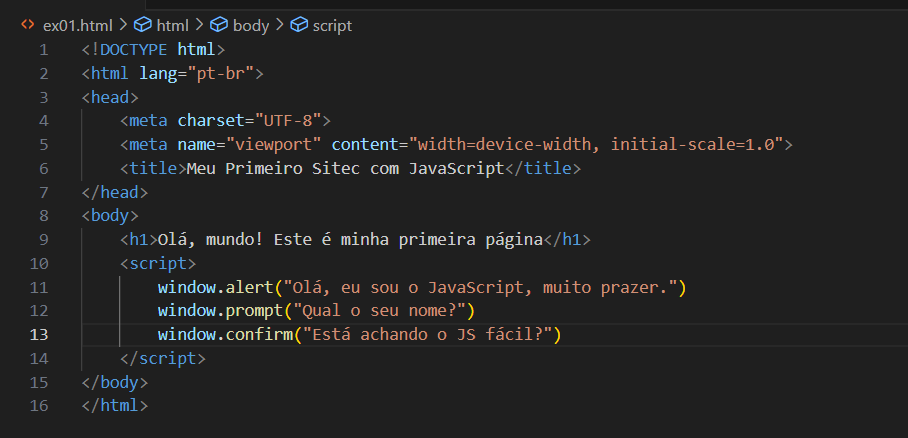 ex01.html > html > body > script
1 <!DOCTYPE html>
2 <html lang="pt-br">
3 <head>
4 <meta charset="UTF-8">
5 <meta name="viewport" content="width=device-width, initial-scale=1.0">
6 <title>Meu Primeiro Sitec com JavaScript</title>
7 </head>
8 <body>
9 <h1>Olá, mundo! Este é minha primeira página</h1>
10 <script>
11 window.alert("Olá, eu sou o JavaScript, muito prazer.")
12 window.prompt("Qual o seu nome?")
13 window.confirm("Está achando o JS fácil?")
14 </script>
15 </body>
16 </html>